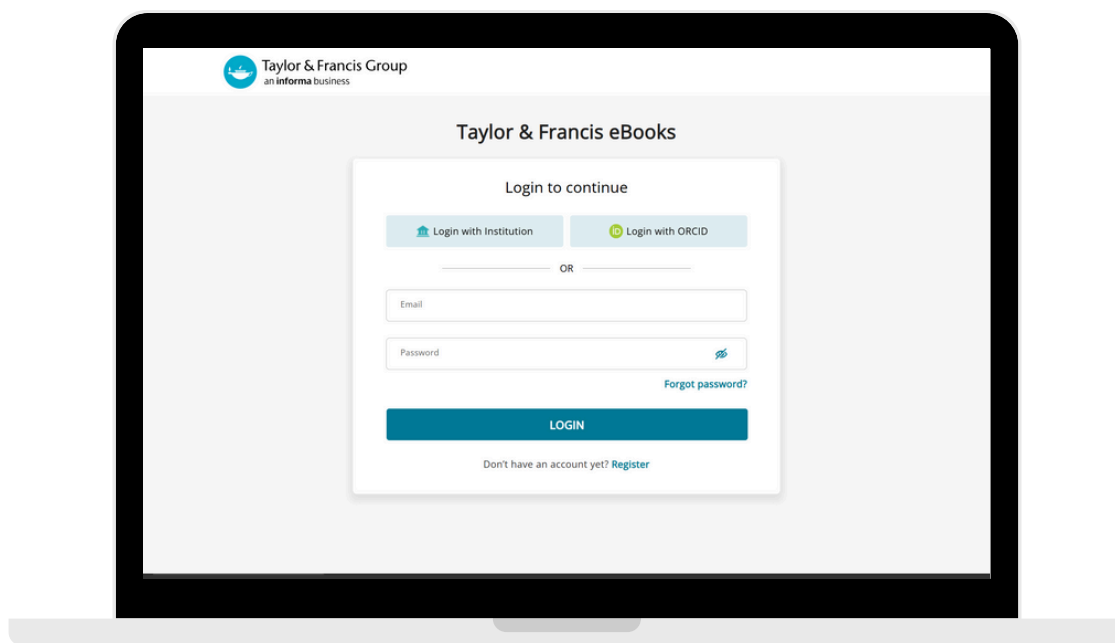 Taylor & Francis Group
an informa business
Taylor & Francis eBooks
Login to continue
Login with Institution
iD Login with ORCID
OR
Email
Password
Forgot password?
LOGIN
Don't have an account yet? Register